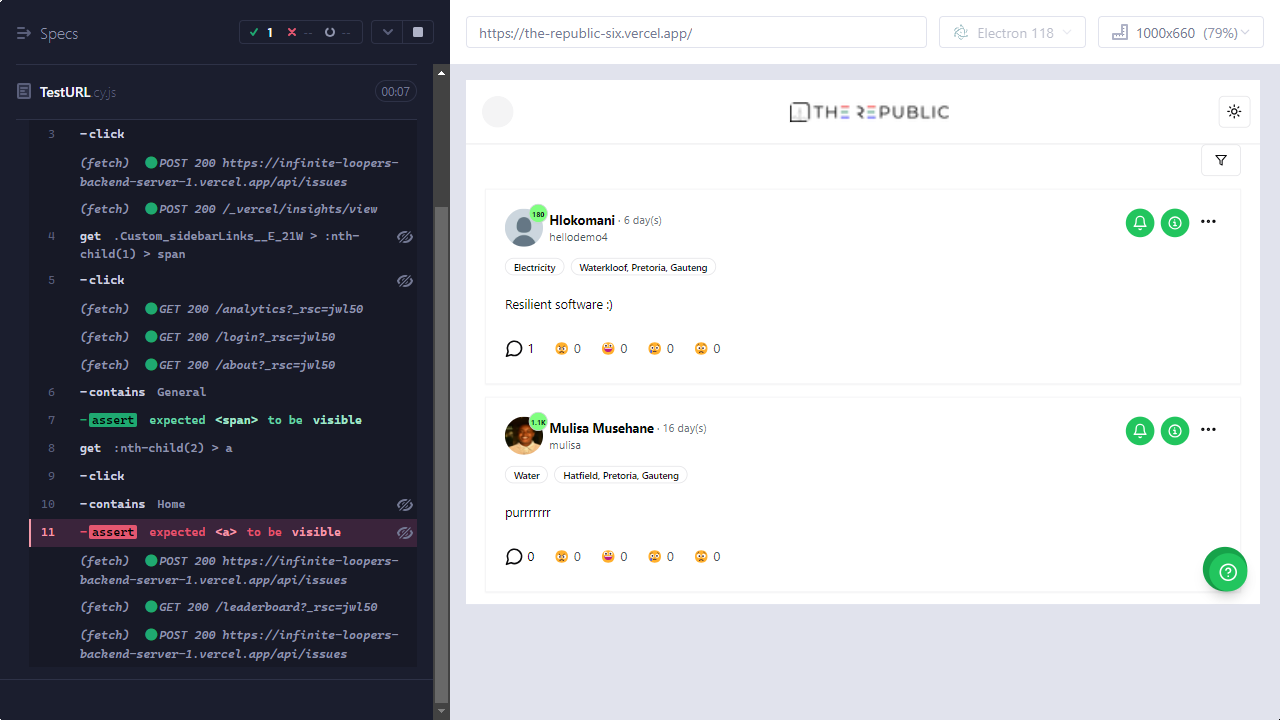 Specs
1 -- --
TestURL.cy.js 00:07
3 -click
(fetch) POST 200 https://infinite-loopers-
backend-server-1.vercel.app/api/issues
(fetch) POST 200 /_vercel/insights/view
4 get .Custom_sidebarLinks__E_21W > :nth-
child(1) > span
5 -click
(fetch) GET 200 /analytics?_rsc=jwl50
(fetch) GET 200 /login?_rsc=jwl50
(fetch) GET 200 /about?_rsc=jwl50
6 -contains General
7 -assert expected <span> to be visible
8 get :nth-child(2) > a
9 -click
10 -contains Home
11 -assert expected <a> to be visible
(fetch) POST 200 https://infinite-loopers-
backend-server-1.vercel.app/api/issues
(fetch) GET 200 /leaderboard?_rsc=jwl50
(fetch) POST 200 https://infinite-loopers-
backend-server-1.vercel.app/api/issues
https://the-republic-six.vercel.app/
Electron 118
1000x660 (79%)
THE REPUBLIC
180
Hlokomani · 6 day(s)
hellodemo4
Electricity Waterkloof, Pretoria, Gauteng
Resilient software :)
1 0 0 0 0
1.1K
Mulisa Musehane · 16 day(s)
mulisa
Water Hatfield, Pretoria, Gauteng
purrrrrrr
0 0 0 0 0